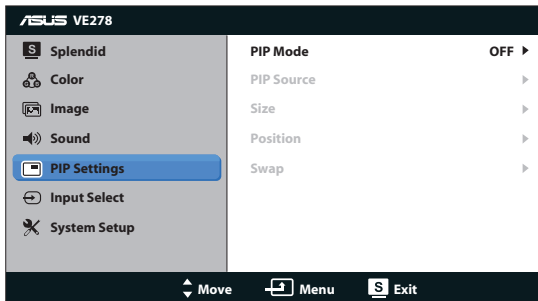 ASUS VE278
S Splendid
Color
Image
Sound
PIP Settings
Input Select
System Setup
PIP Mode OFF
PIP Source
Size
Position
Swap
Move Menu S Exit